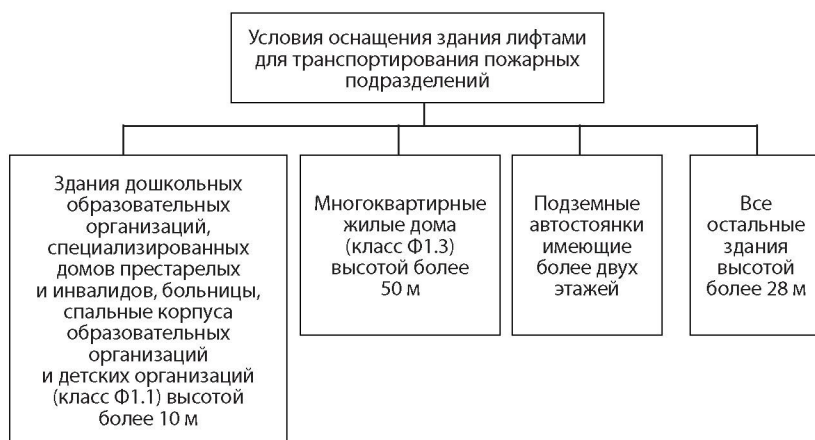 Условия оснащения здания лифтами
для транспортирования пожарных
подразделений
Здания дошкольных
образовательных
организаций,
специализированных
домов престарелых
и инвалидов, больницы,
спальные корпуса
образовательных
организаций
и детских организаций
(класс Ф1.1) высотой
более 10 м
Многоквартирные
жилые дома
(класс Ф1.3)
высотой более
50 м
Подземные
автостоянки
имеющие
более двух
этажей
Все
остальные
здания
высотой
более 28 м